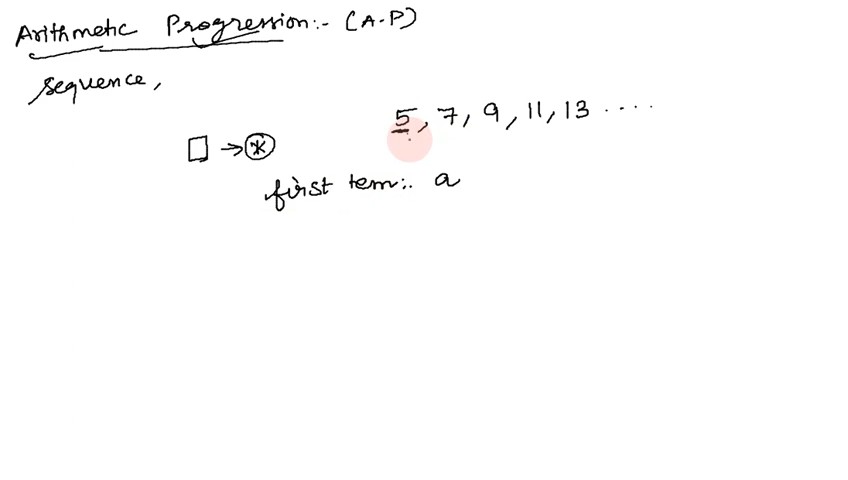 Arithmetic Progression:- (A.P)
sequence,
5, 7, 9, 11, 13 ....
□ → *
first term:. a